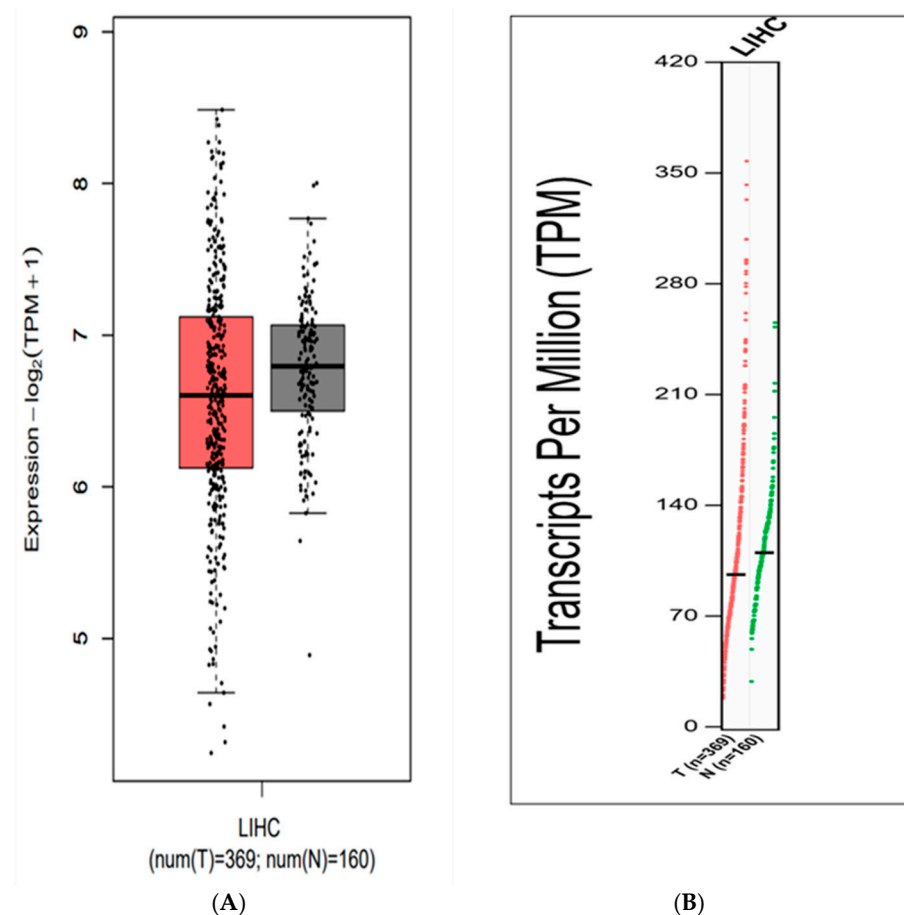 9
8
7
6
5
Expression – log₂(TPM + 1)
LIHC
(num(T)=369; num(N)=160)
(A)
LIHC
420
350
280
210
140
70
0
Transcripts Per Million (TPM)
T (n=369)
N (n=160)
(B)